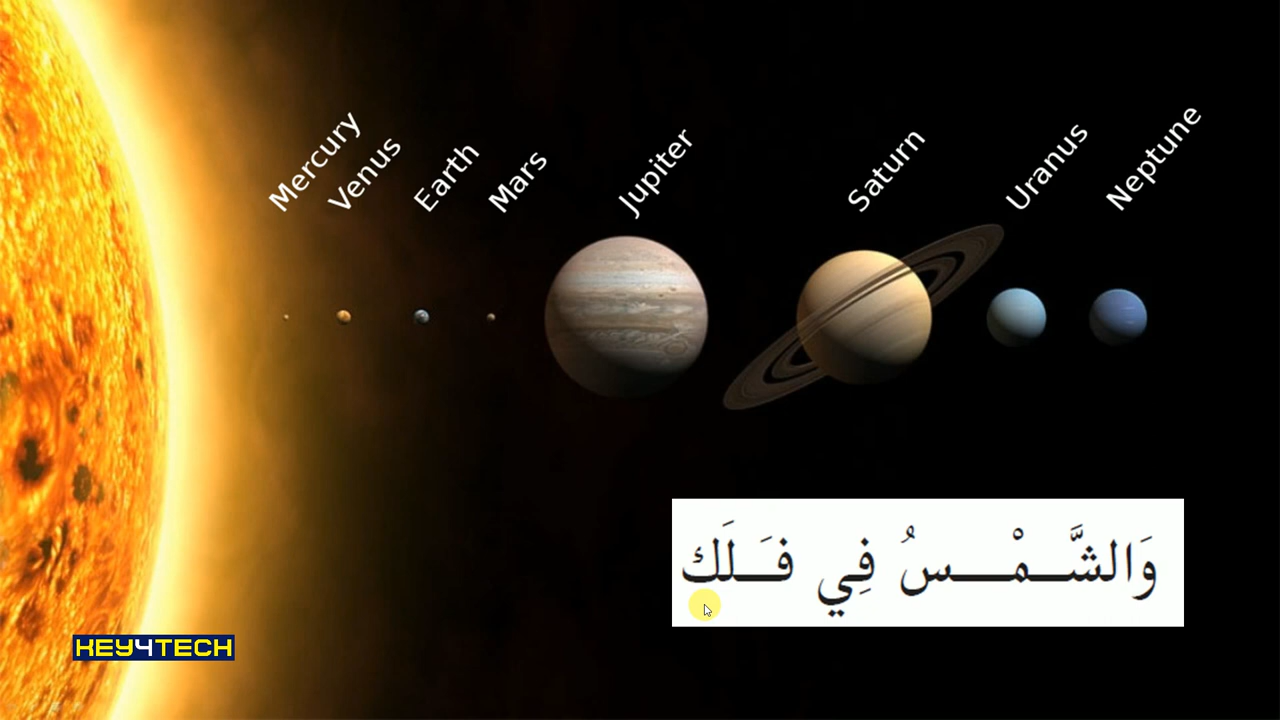 Mercury
Venus
Earth
Mars
Jupiter
Saturn
Uranus
Neptune
وَالشَّمْسُ فِي فَلَك
KEY4TECH